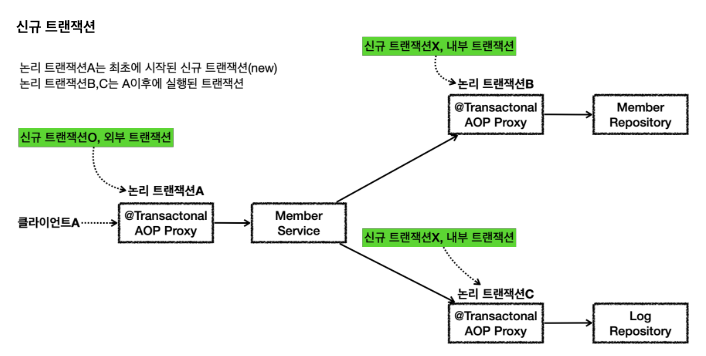 신규 트랜잭션
논리 트랜잭션A는 최초에 시작된 신규 트랜잭션(new)
논리 트랜잭션B,C는 A이후에 실행된 트랜잭션
신규 트랜잭션X, 내부 트랜잭션
논리 트랜잭션B
@Transactonal
AOP Proxy
Member
Repository
신규 트랜잭션O, 외부 트랜잭션
논리 트랜잭션A
클라이언트A
@Transactonal
AOP Proxy
Member
Service
신규 트랜잭션X, 내부 트랜잭션
논리 트랜잭션C
@Transactonal
AOP Proxy
Log
Repository